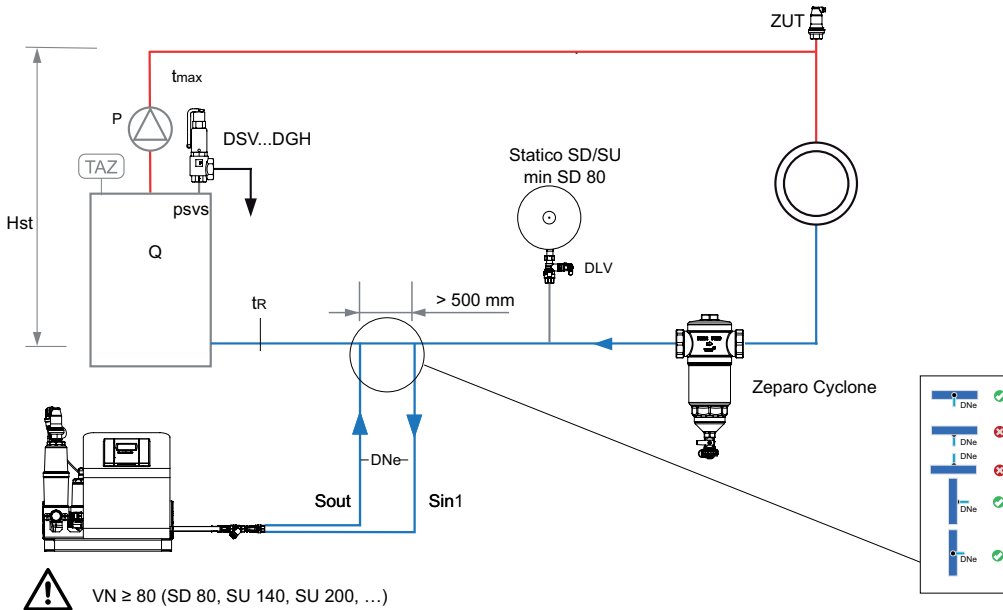 ZUT
tmax
P
DSV...DGH
TAZ
Statico SD/SU
min SD 80
psvs
Hst
Q
DLV
tR
> 500 mm
Zeparo Cyclone
DNe
DNe
DNe
DNe
DNe
DNe
Sout
Sin1
VN ≥ 80 (SD 80, SU 140, SU 200, …)